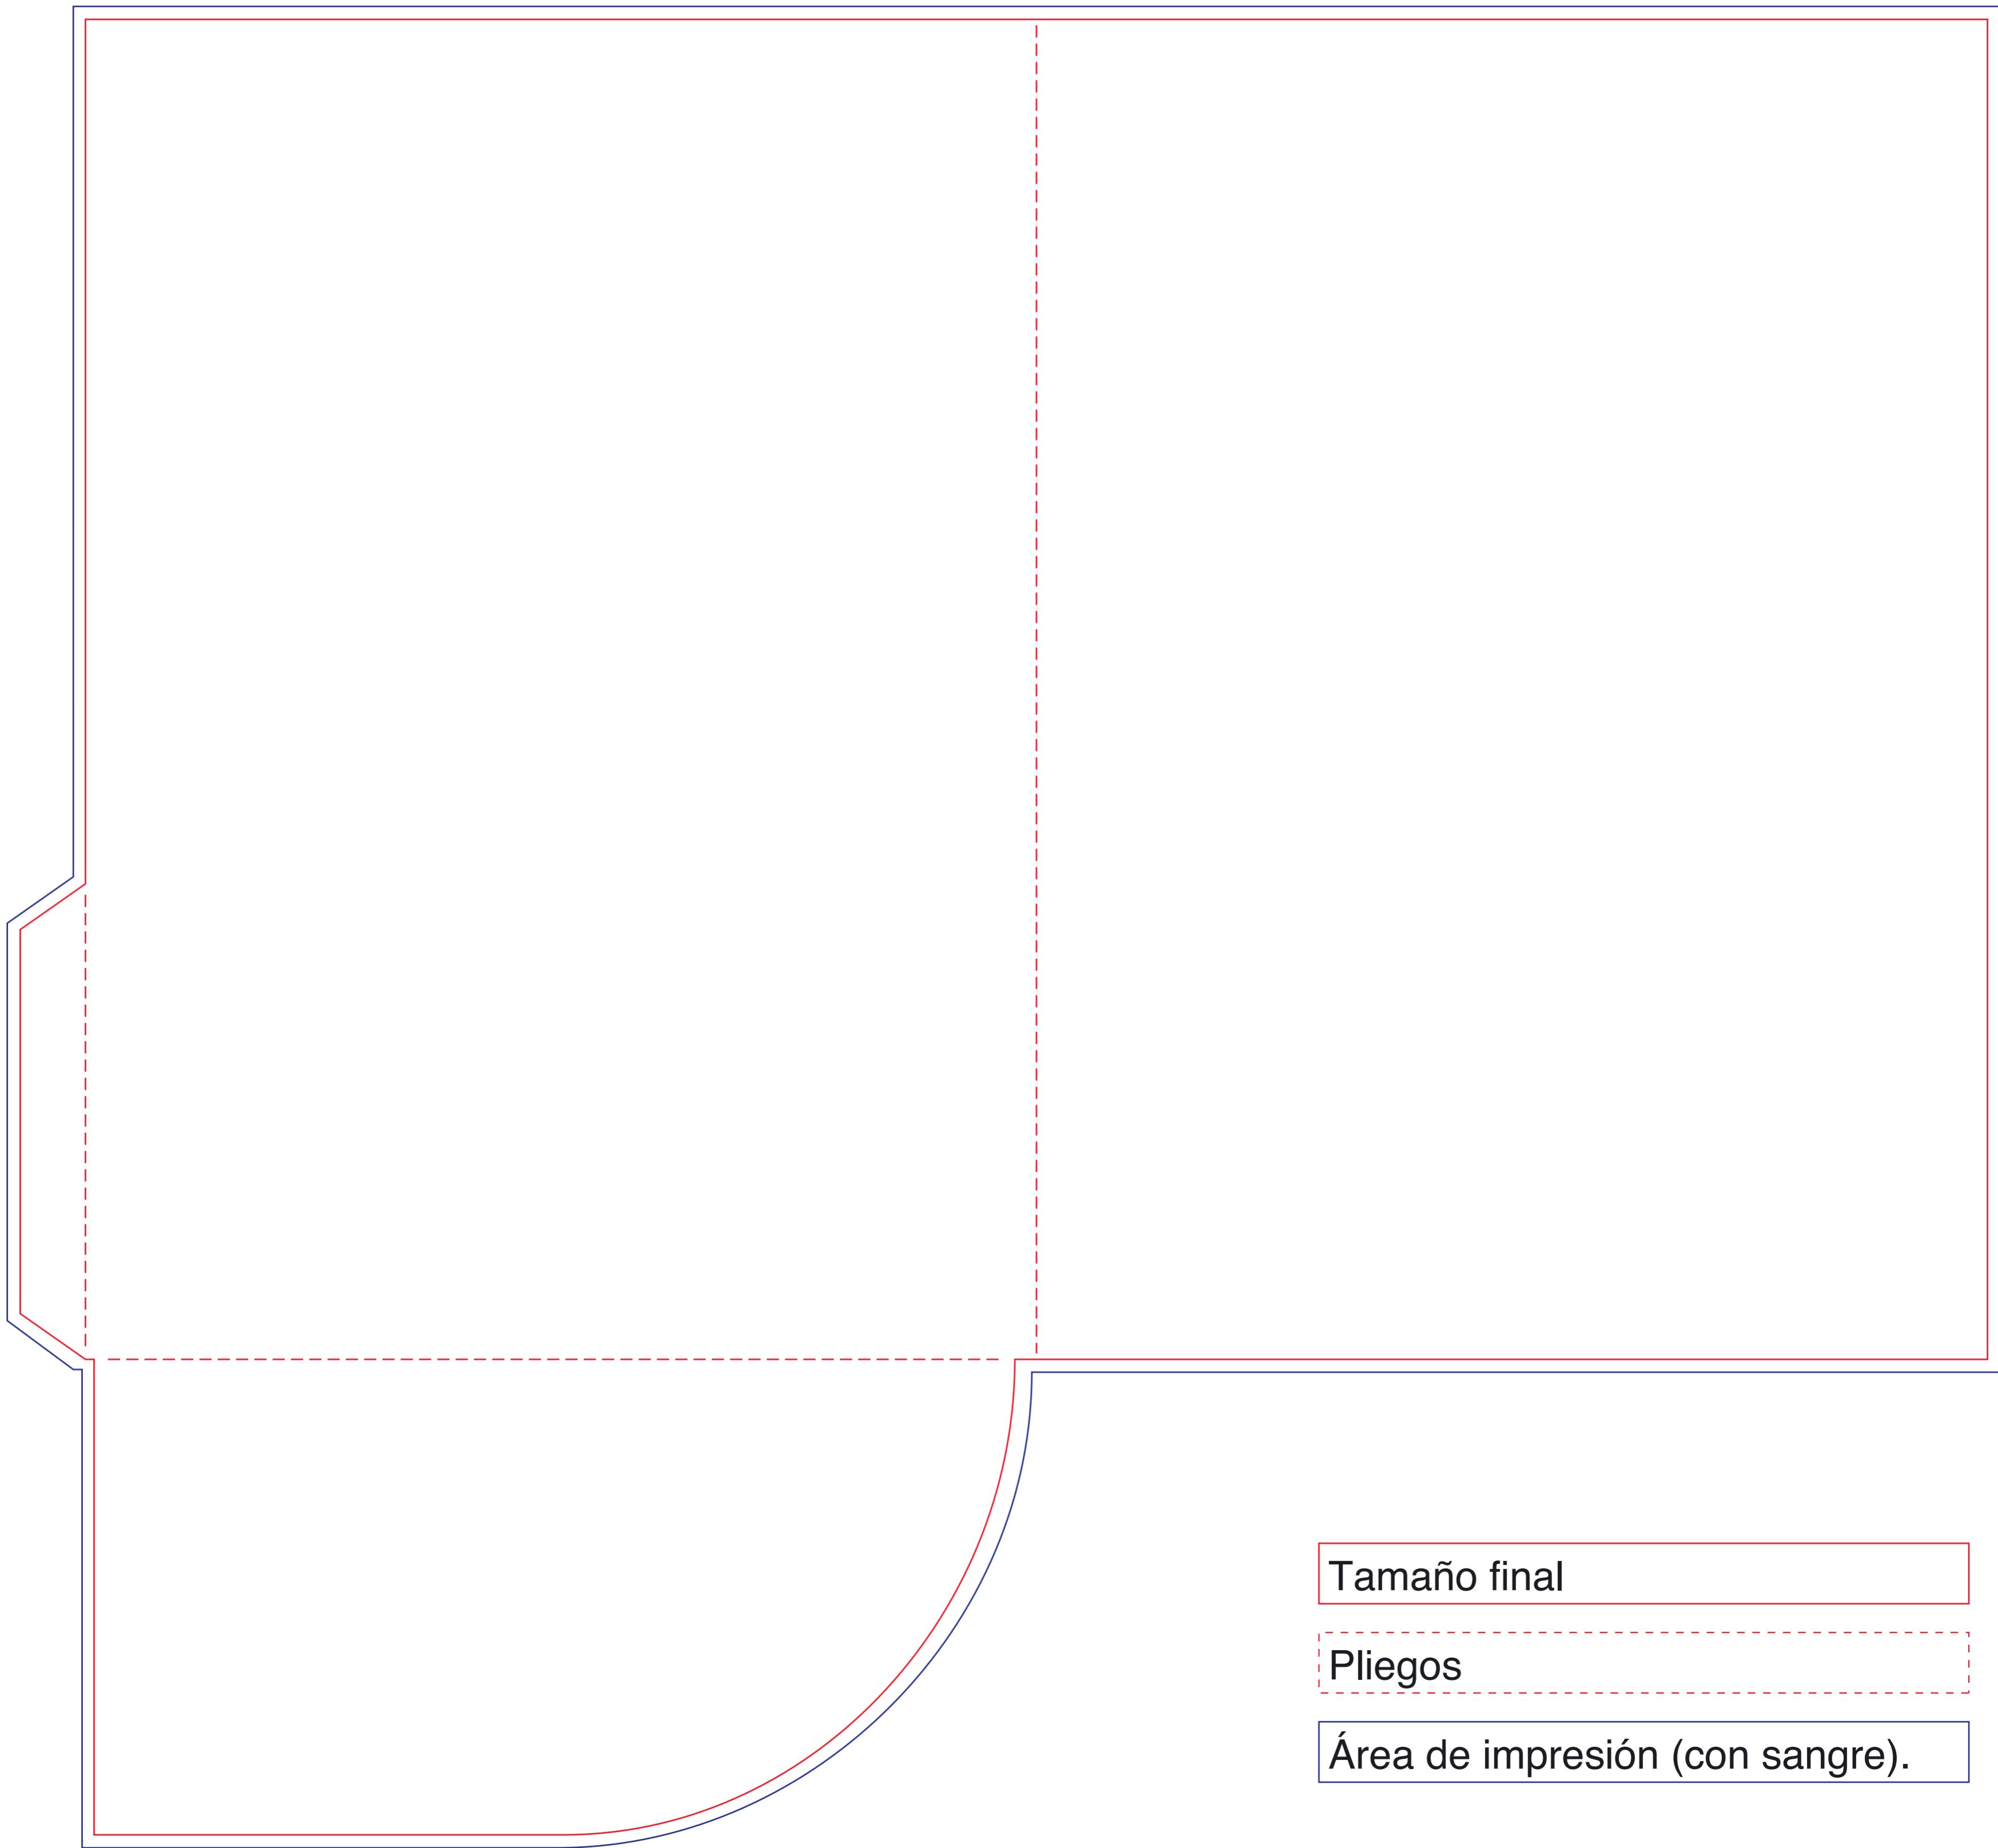 Tamaño final
Pliegos
Área de impresión (con sangre).